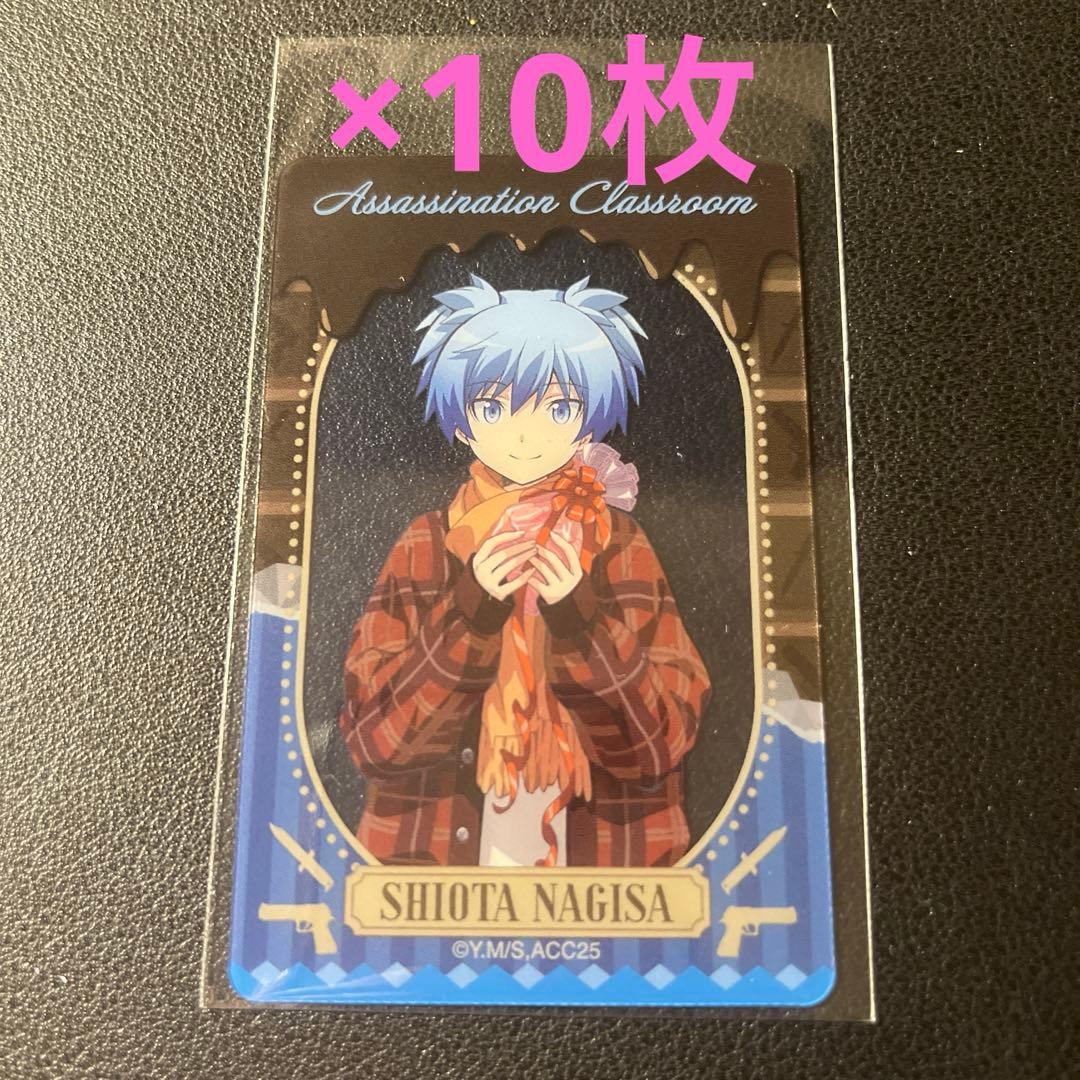 ×10枚
Assassination Classroom
SHIOTA NAGISA
©Y.M/S,ACC25